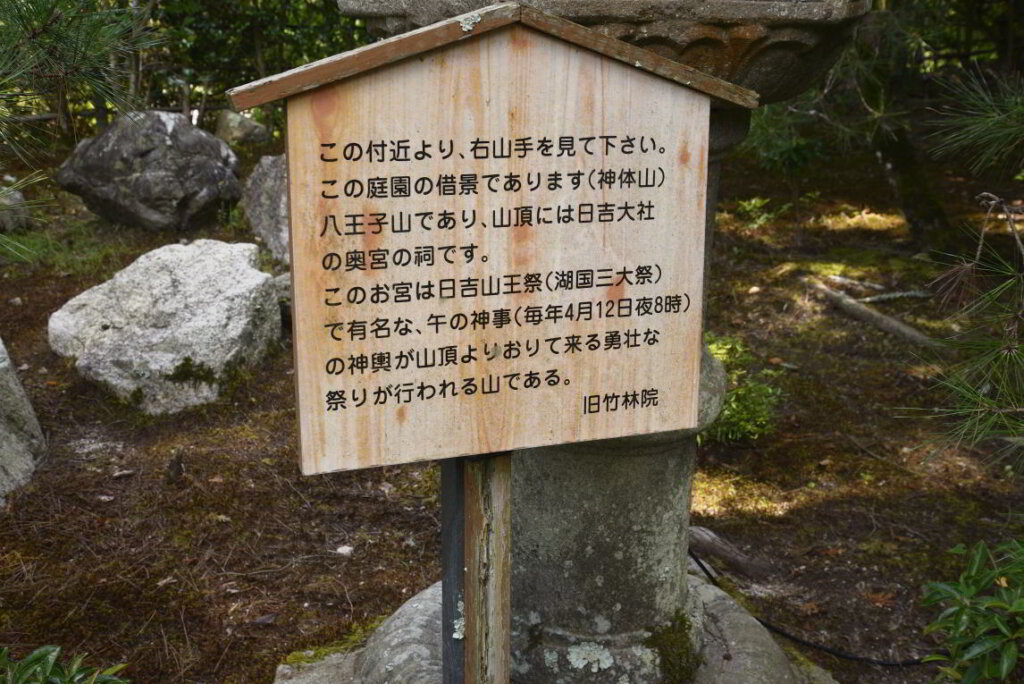 この付近より、右山手を見て下さい。
この庭園の借景であります(神体山)
八王子山であり、山頂には日吉大社
の奥宮の祠です。
このお宮は日吉山王祭(湖国三大祭)
で有名な、午の神事(毎年4月12日夜8時)
の神輿が山頂よりおりて来る勇壮な
祭りが行われる山である。
旧竹林院